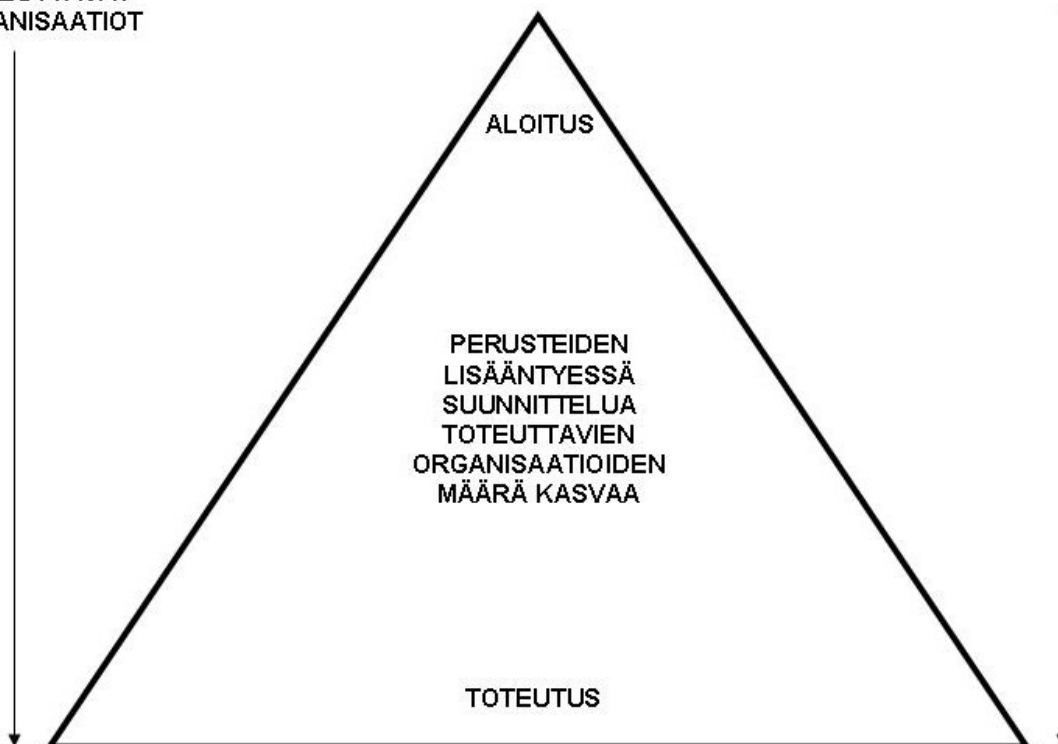 ANISAATIOT
ALOITUS
PERUSTEIDEN
LISÄÄNTYESSÄ
SUUNNITTELUA
TOTEUTTAVIEN
ORGANISAATIOIDEN
MÄÄRÄ KASVAA
TOTEUTUS